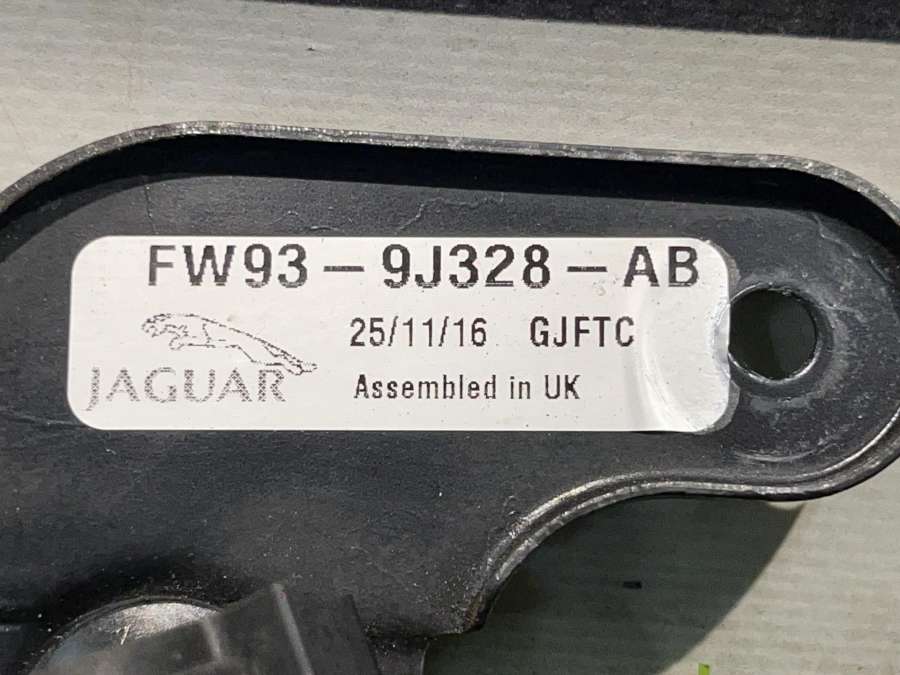 FW93-9J328-AB
25/11/16 GJFTC
JAGUAR
Assembled in UK